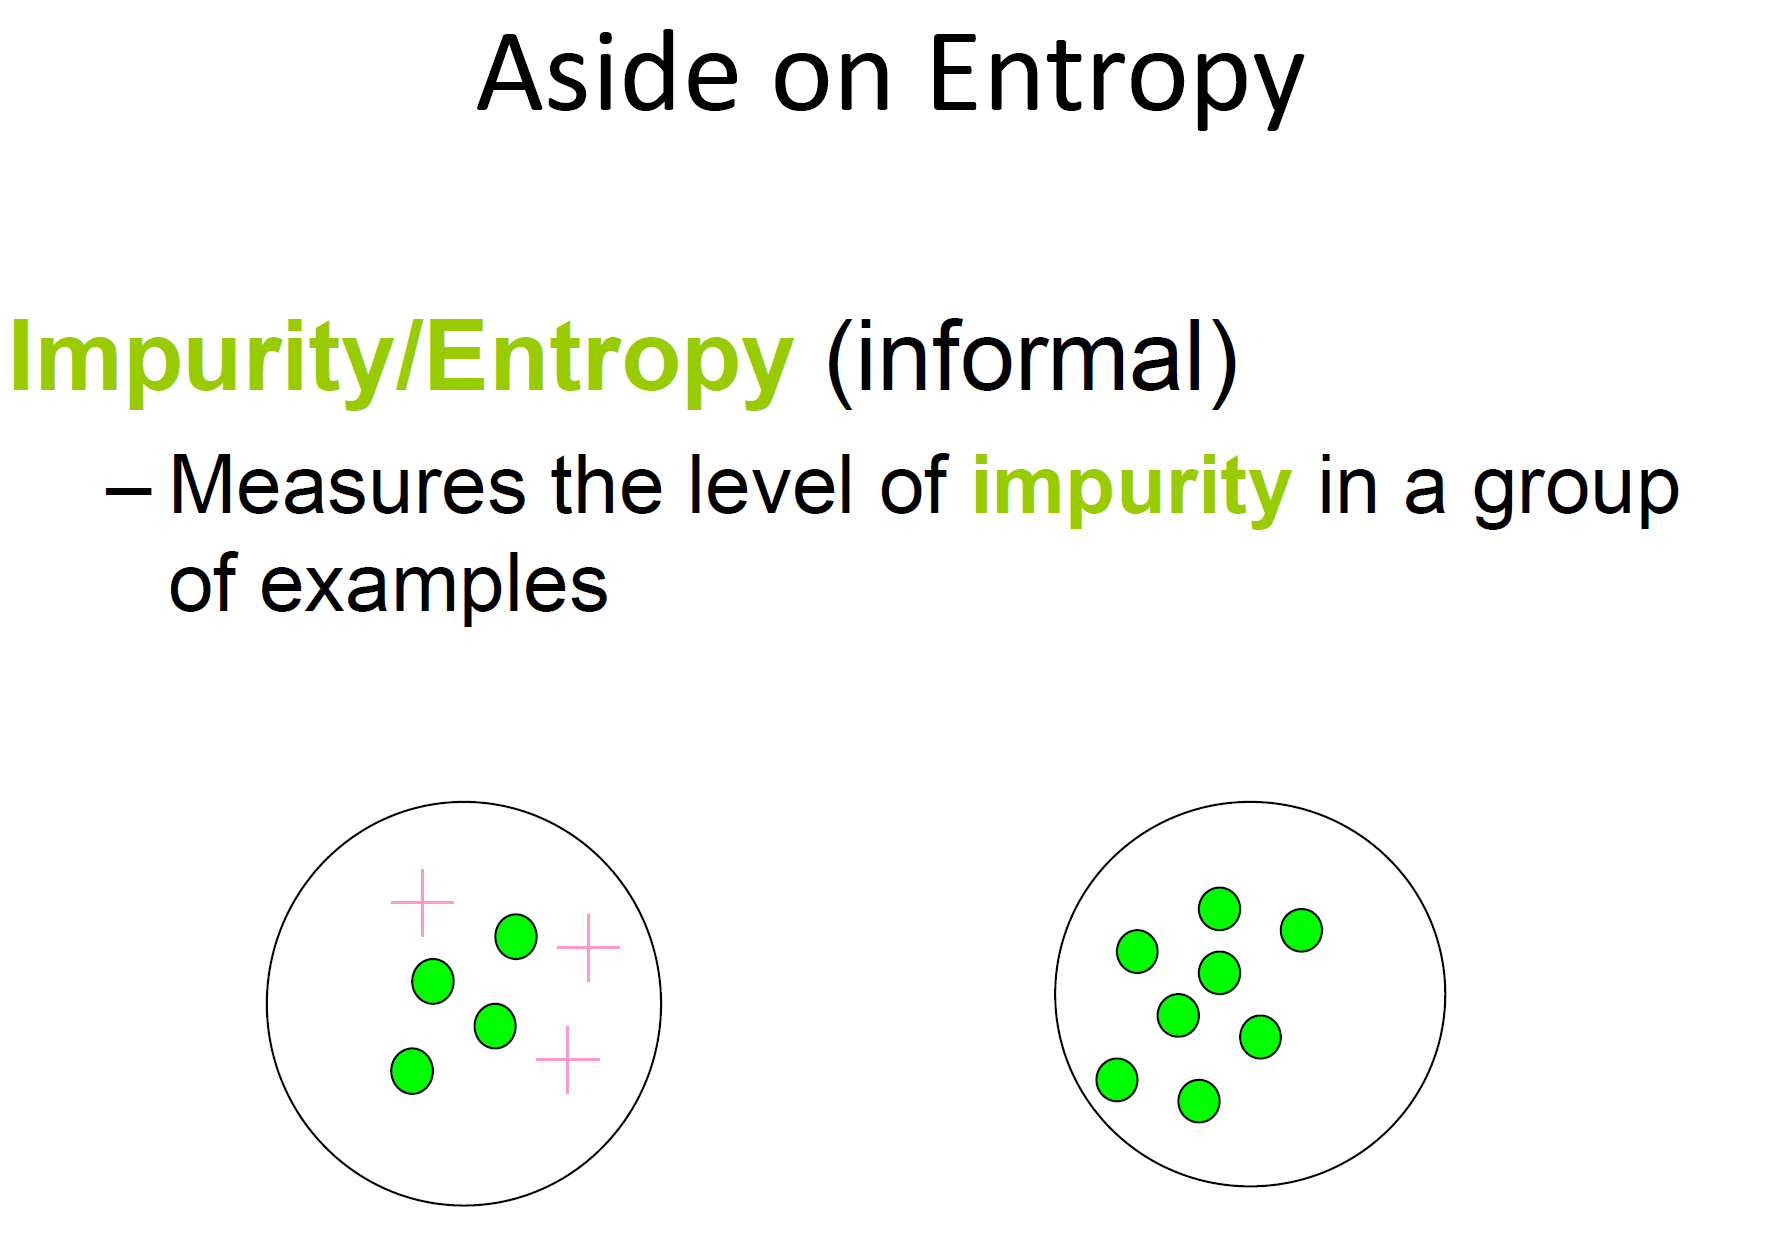 Aside on Entropy
Impurity/Entropy (informal)
– Measures the level of impurity in a group
of examples